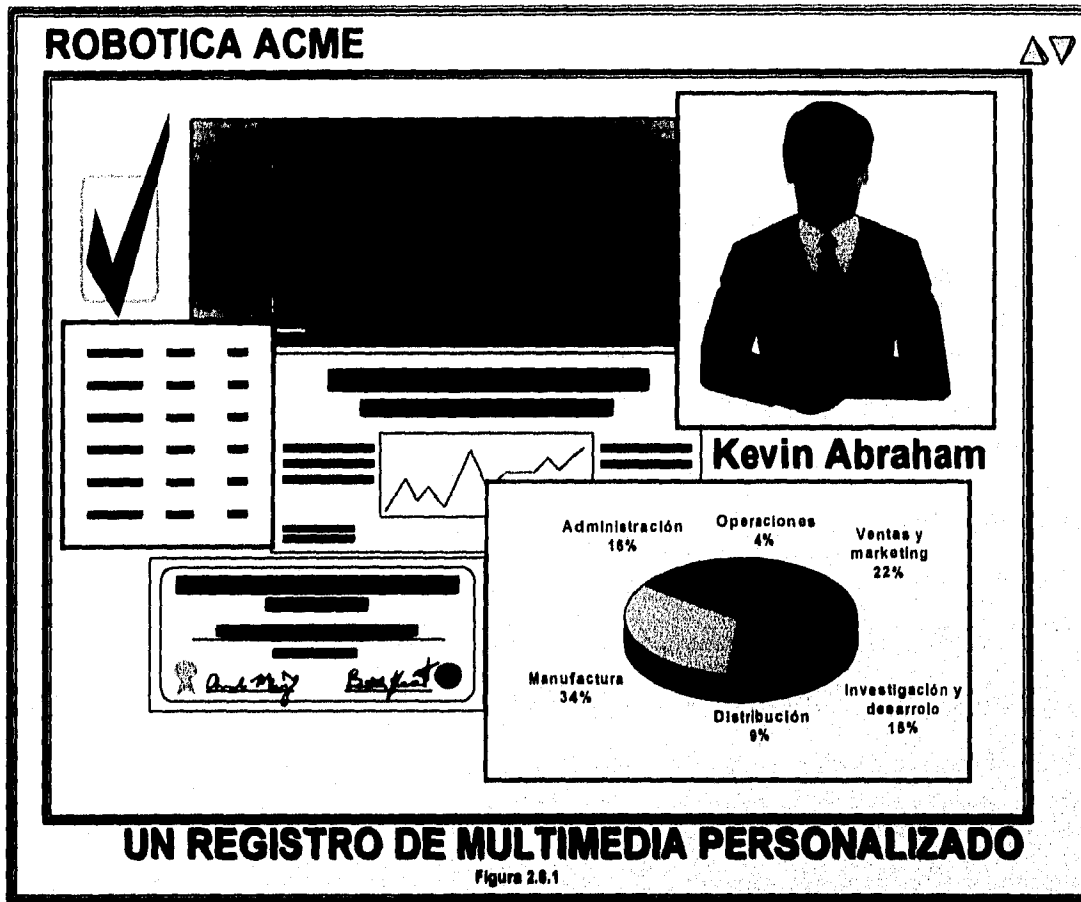 ROBOTICA ACME
Kevin Abraham
Administración
16%
Operaciones
4%
Ventas y
marketing
22%
Manufactura
34%
Distribución
9%
Investigación y
desarrolo
15%
UN REGISTRO DE MULTIMEDIA PERSONALIZADO
Figura 2.8.1